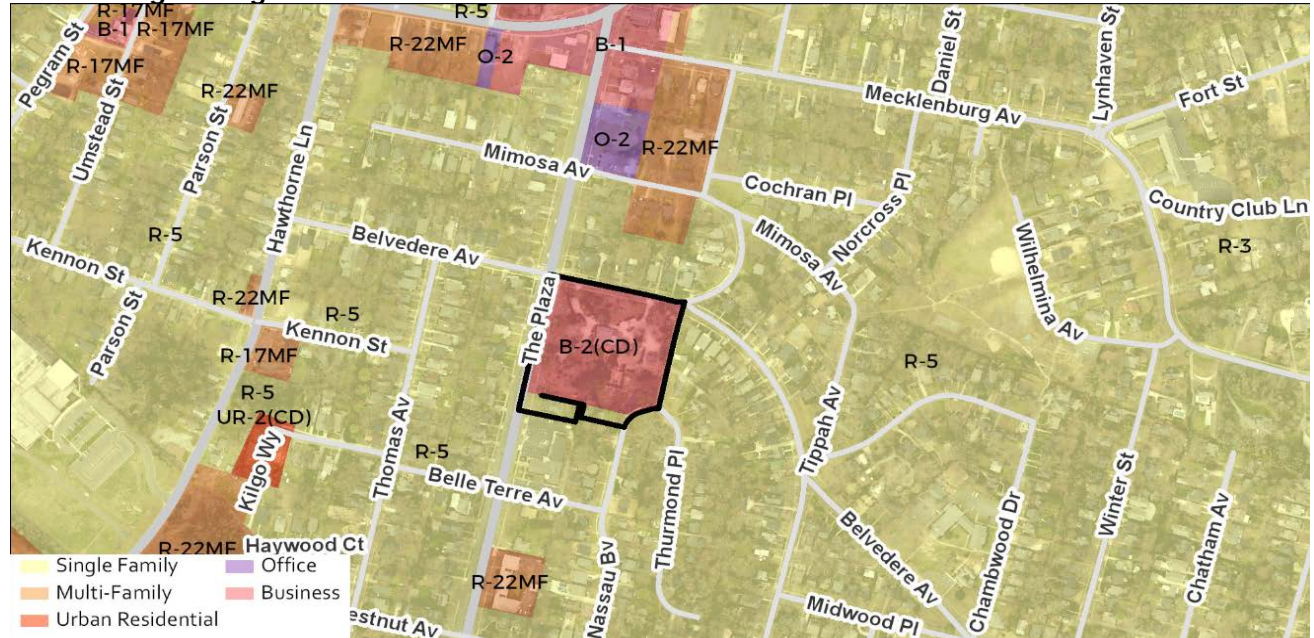 R-17MF
B-1
R-17MF
R-5
R-17MF
Pegram St
Umstead St
R-22MF
Parson St
Hawthorne Ln
R-22MF
O-2
B-1
Daniel St
Lynhaven St
Fort St
Mecklenburg Av
O-2
R-22MF
Mimosa Av
Cochran Pl
Norcross Pl
Country Club Ln
R-3
Mimosa Av
Wilhelmina Av
R-5
Belvedere Av
Kennon St
Parson St
R-22MF
R-5
Kennon St
The Plaza
B-2(CD)
R-17MF
R-5
R-5
UR-2(CD)
Kilgo Wy
Thomas Av
R-5
Belle Terre Av
Tippah Av
Thurmond Pl
Winter St
Chatham Av
Chambwood Dr
Belvedere Av
R-22MF
Haywood Ct
R-22MF
Nassau Bv
Midwood Pl
estnut Av
Single Family
Office
Multi-Family
Business
Urban Residential